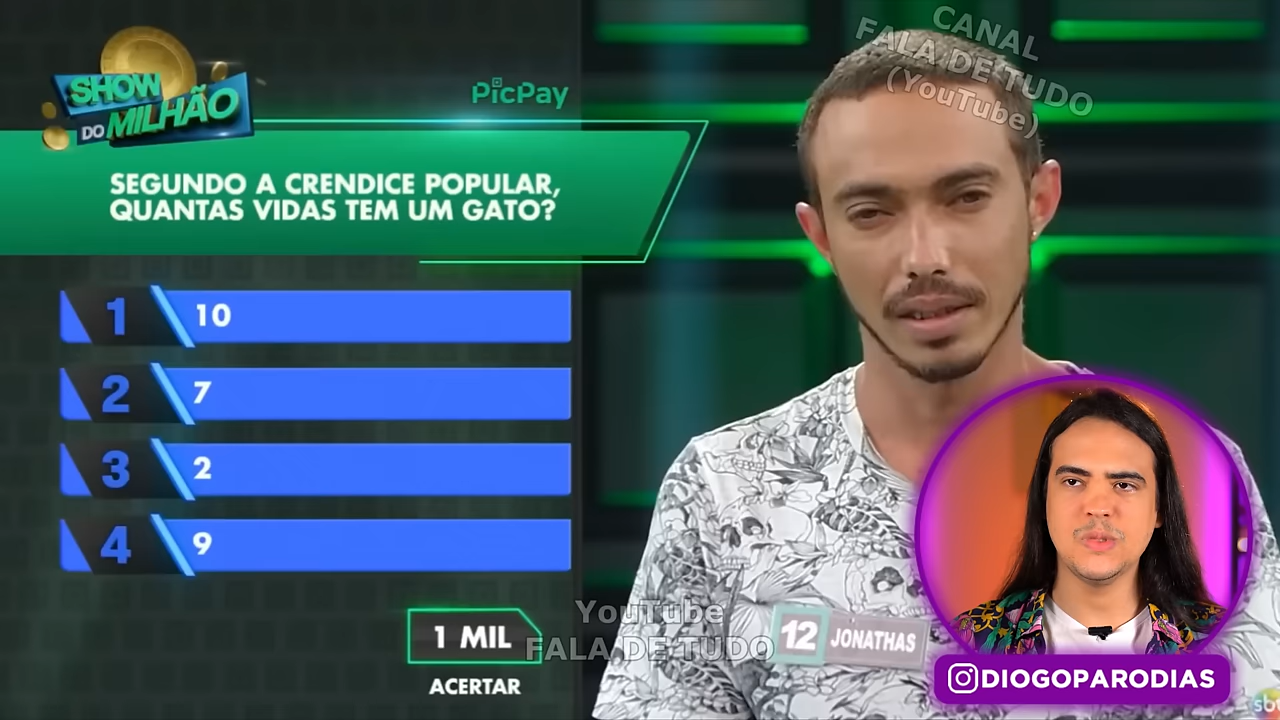 SHOW
DO MILHÃO
PicPay
SEGUNDO A CRENDICE POPULAR,
QUANTAS VIDAS TEM UM GATO?
1 10
2 7
3 2
4 9
1 MIL
ACERTAR
CANAL
FALA DE TUDO
(YouTube)
YouTube
FALA DE TUDO
12 JONATHAS
DIOGOPARODIAS
sbt